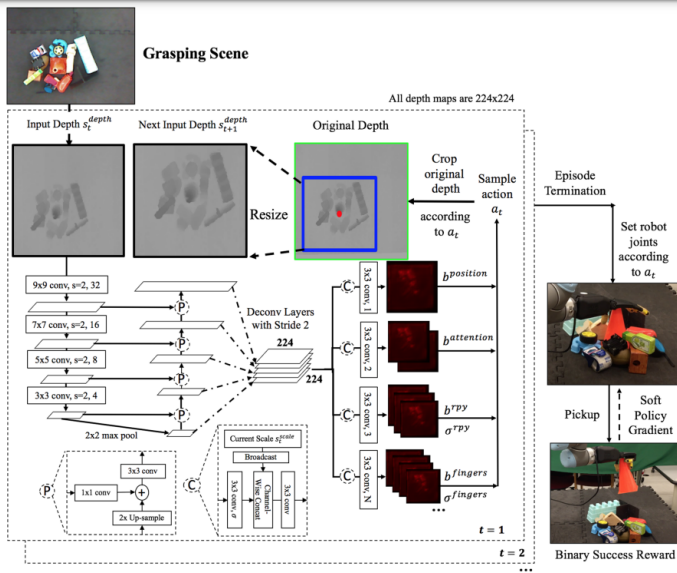 Grasping Scene
All depth maps are 224x224
Input Depth s_t^depth
Next Input Depth s_{t+1}^depth
Original Depth
Crop
original
depth
according
to a_t
Sample
action
a_t
Resize
Episode
Termination
Set robot
joints
according
to a_t
9x9 conv, s=2, 32
7x7 conv, s=2, 16
5x5 conv, s=2, 8
3x3 conv, s=2, 4
2x2 max pool
P
P
P
P
Deconv Layers
with Stride 2
224
224
C
3x3 conv, 1
b^position
C
3x3 conv, 2
b^attention
C
3x3 conv, 3
b^rpy
σ^rpy
C
3x3 conv, N
b^fingers
σ^fingers
...
P
3x3 conv
1x1 conv
+
2x Up-sample
C
Current Scale s_t^scale
Broadcast
3x3 conv, σ
Channel-
Wise Concat
3x3 conv
t = 1
t = 2
...
Pickup
Soft
Policy
Gradient
Binary Success Reward